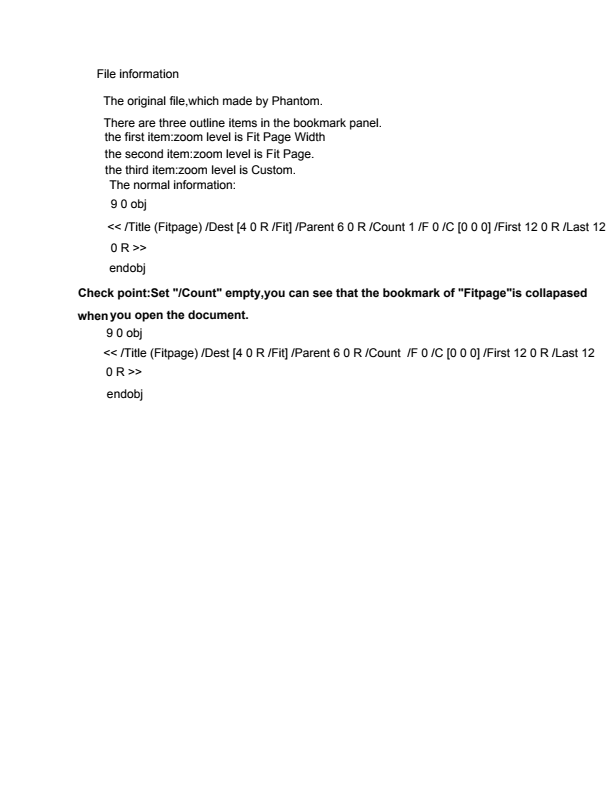 File information
The original file,which made by Phantom.
There are three outline items in the bookmark panel.
the first item:zoom level is Fit Page Width
the second item:zoom level is Fit Page.
the third item:zoom level is Custom.
The normal information:
9 0 obj
<< /Title (Fitpage) /Dest [4 0 R /Fit] /Parent 6 0 R /Count 1 /F 0 /C [0 0 0] /First 12 0 R /Last 12
0 R >>
endobj
Check point:Set "/Count" empty,you can see that the bookmark of "Fitpage"is collapased
when you open the document.
9 0 obj
<< /Title (Fitpage) /Dest [4 0 R /Fit] /Parent 6 0 R /Count  /F 0 /C [0 0 0] /First 12 0 R /Last 12
0 R >>
endobj